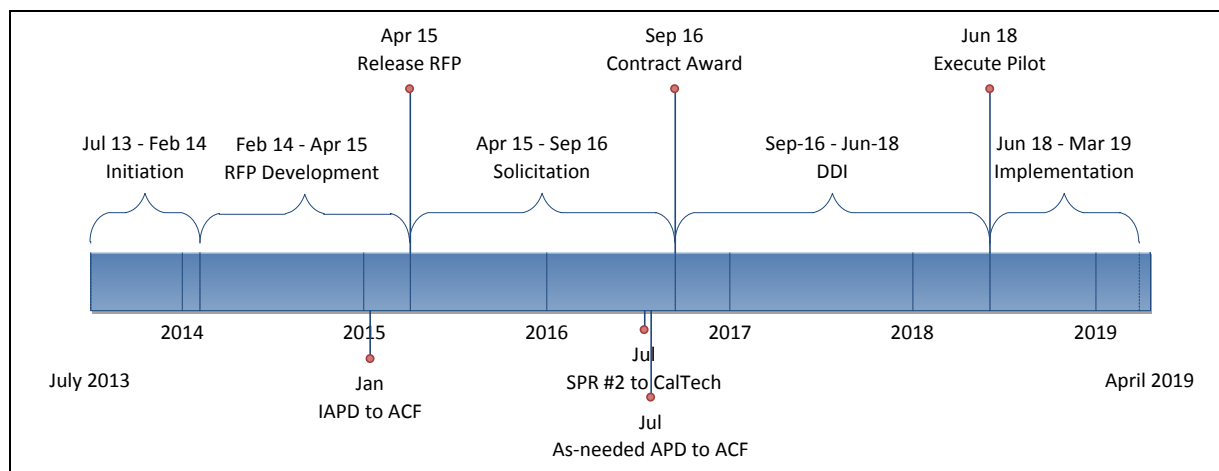 Apr 15
Release RFP
Sep 16
Contract Award
Jun 18
Execute Pilot
Jul 13 - Feb 14
Initiation
Feb 14 - Apr 15
RFP Development
Apr 15 - Sep 16
Solicitation
Sep-16 - Jun-18
DDI
Jun 18 - Mar 19
Implementation
2014
2015
2016
2017
2018
2019
July 2013
Jan
IAPD to ACF
Jul
SPR #2 to CalTech
Jul
As-needed APD to ACF
April 2019